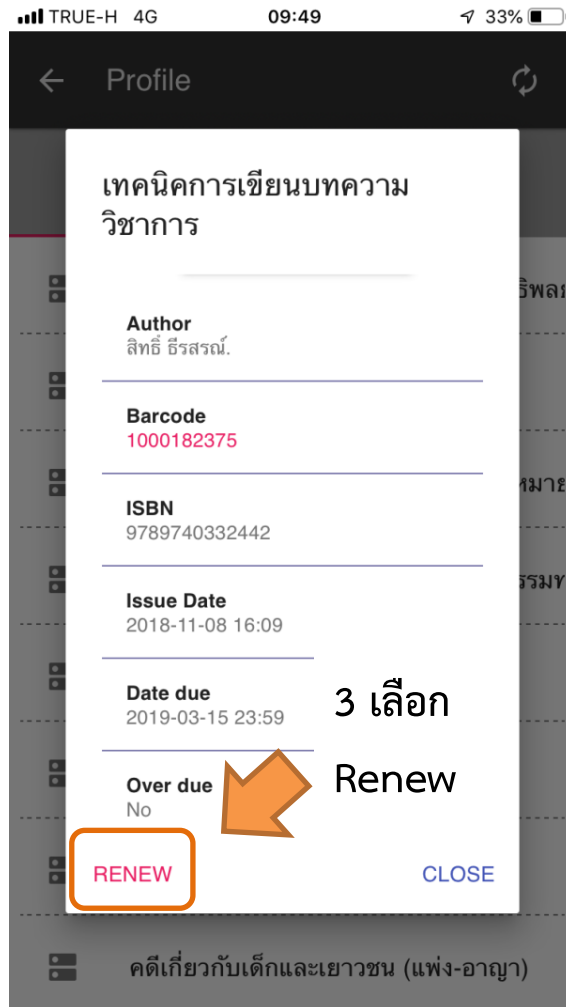 TRUE-H 4G 09:49 33%
Profile
เทคนิคการเขียนบทความ
วิชาการ
Author
สิทธิ์ ธีรสรณ์.
Barcode
1000182375
ISBN
9789740332442
Issue Date
2018-11-08 16:09
Date due
2019-03-15 23:59
3 เลือก
Renew
Over due
No
RENEW CLOSE
คดีเกี่ยวกับเด็กและเยาวชน (แพ่ง-อาญา)